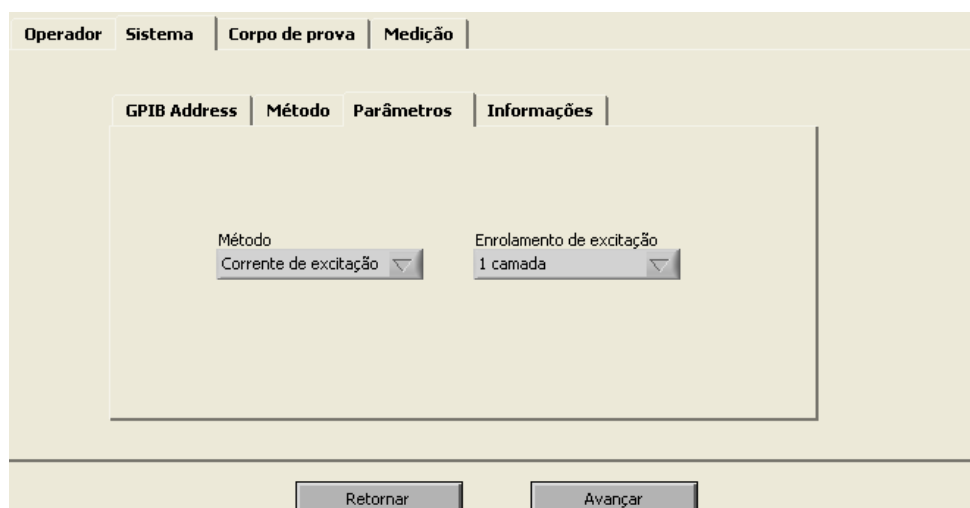 Operador Sistema Corpo de prova Medição
GPIB Address Método Parâmetros Informações
Método Enrolamento de excitação
Corrente de excitação 1 camada
Retornar Avançar